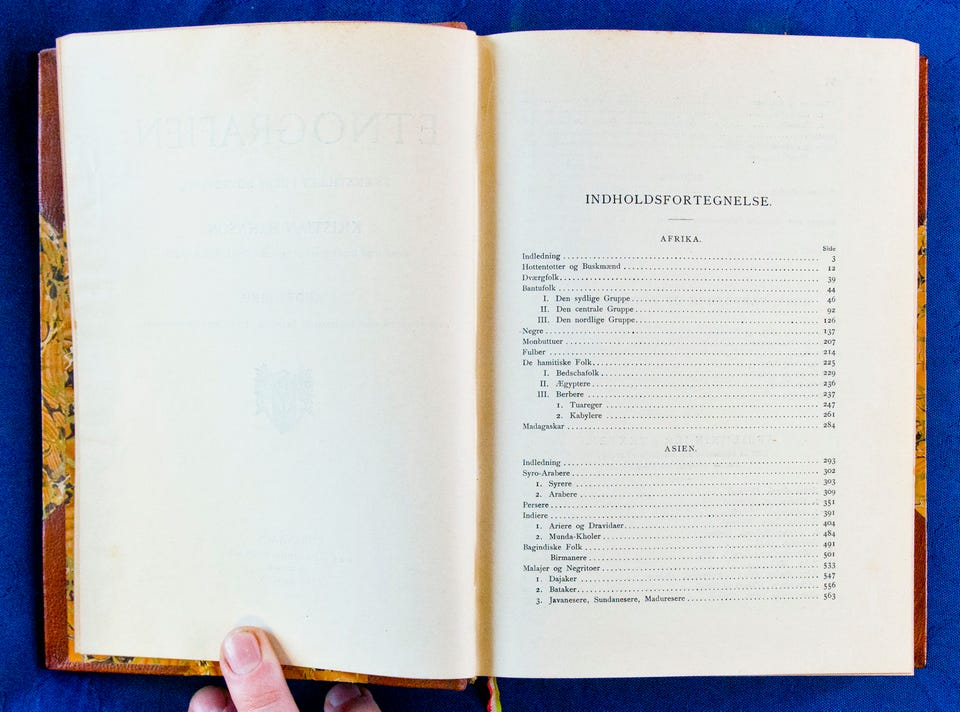 ETNOGRAFIEN
KRISTIAN BAHNSON
INDHOLDSFORTEGNELSE.
AFRIKA.
Side
Indledning 3
Hottentotter og Buskmænd 12
Dværgfolk 39
Bantufolk 44
I. Den sydlige Gruppe 46
II. Den centrale Gruppe 92
III. Den nordlige Gruppe 126
Negre 137
Monbuttuer 207
Fulber 214
De hamitiske Folk 225
I. Bedschafolk 229
II. Ægyptere 236
III. Berbere 237
1. Tuareger 247
2. Kabylere 261
Madagaskar 284
ASIEN.
Indledning 293
Syro-Arabere 302
1. Syrere 303
2. Arabere 309
Persere 351
Indiere 391
1. Ariere og Dravidaer 404
2. Munda-Kholer 484
Bagindiske Folk 491
Birmanere 501
Malajer og Negritoer 533
1. Dajaker 547
2. Bataker 556
3. Javanesere, Sundanesere, Maduresere 563